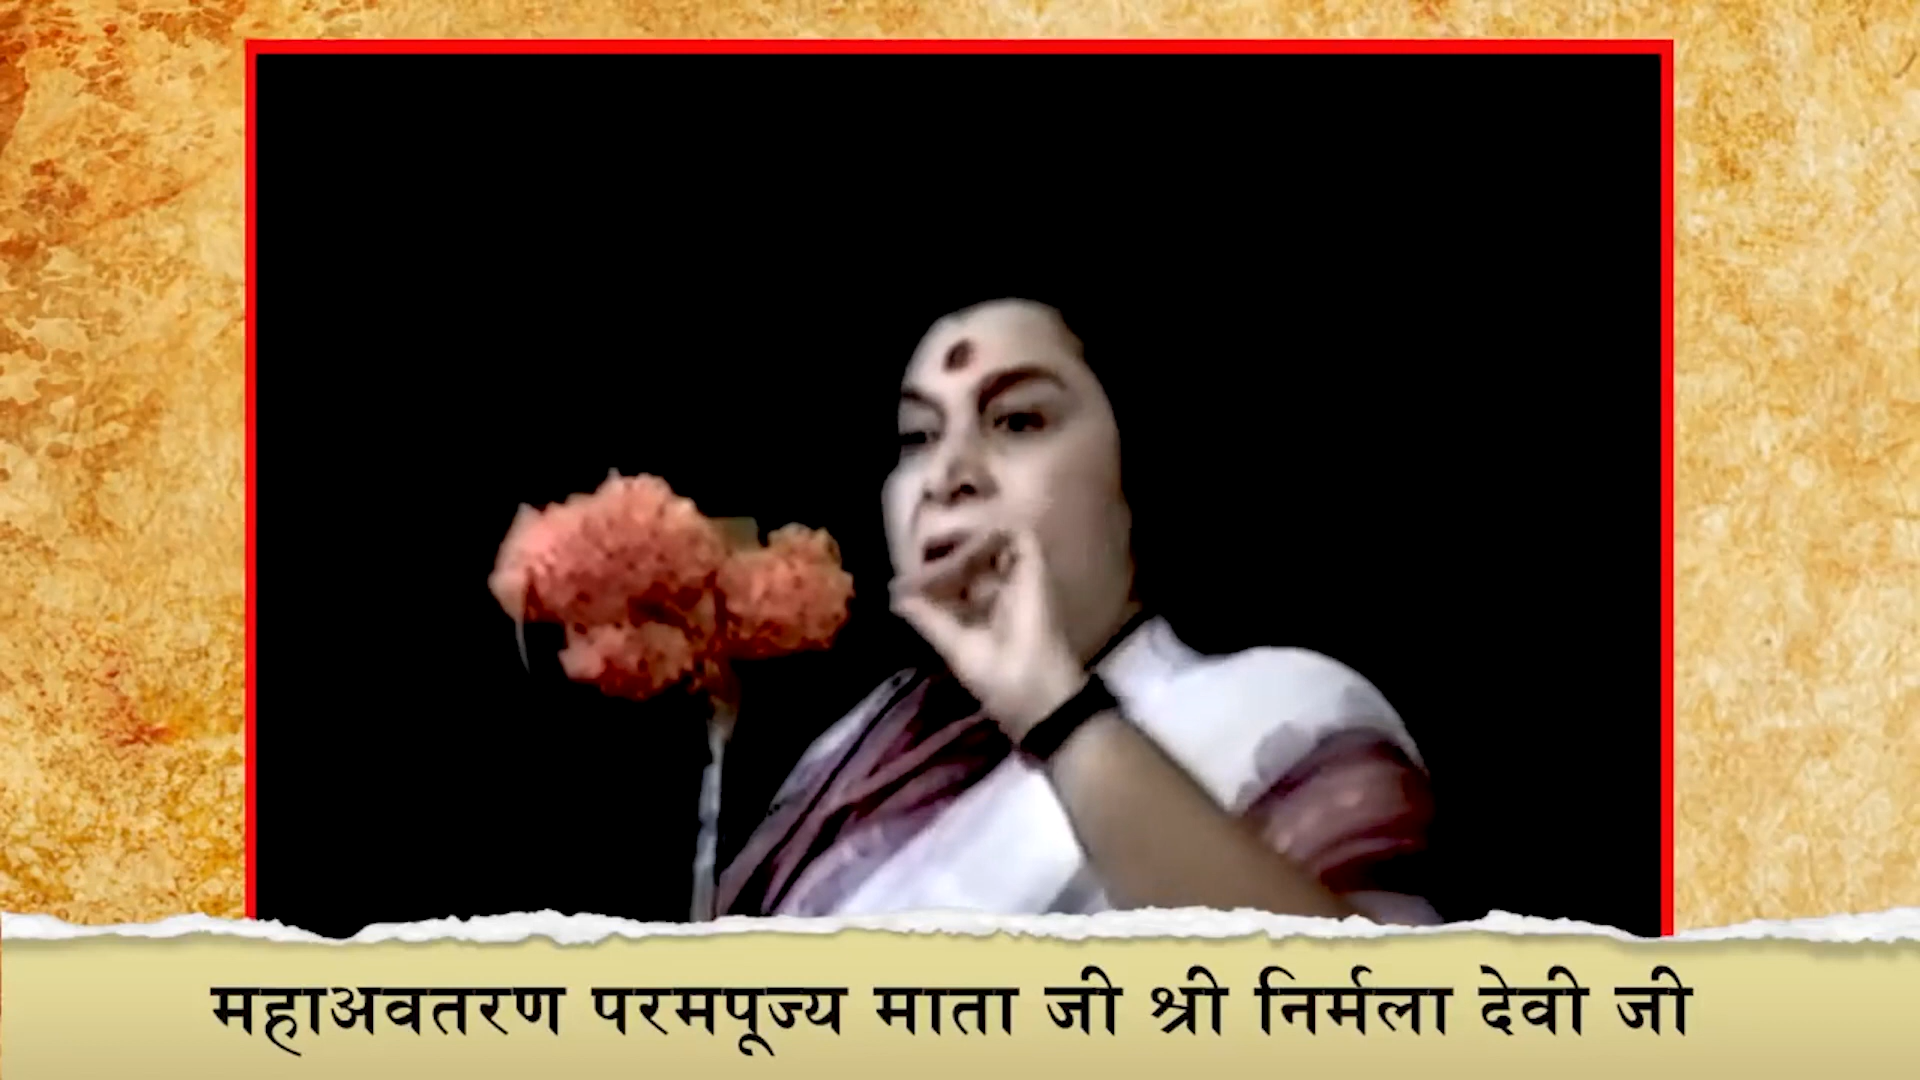 महाअवतरण परमपूज्य माता जी श्री निर्मला देवी जी